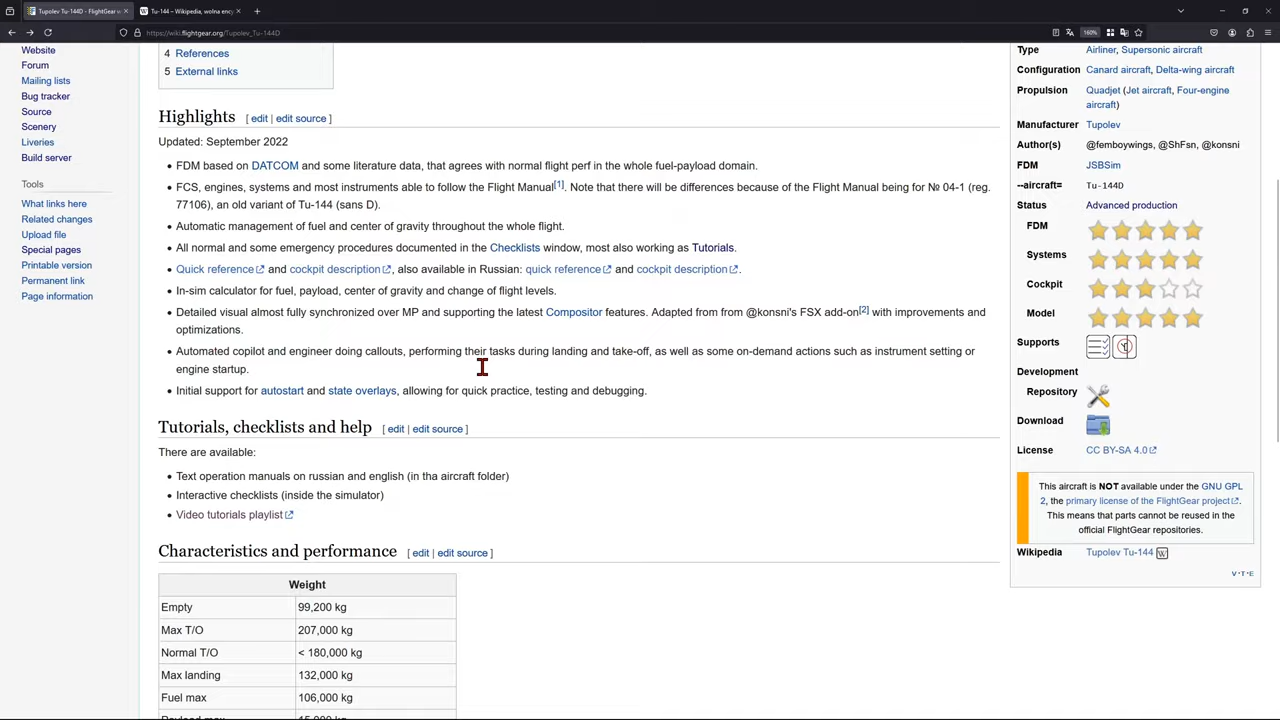 Tupolev Tu-144D - FlightGear w
Tu-144 – Wikipedia, wolna ency
https://wiki.flightgear.org/Tupolev_Tu-144D
160%
Website
Forum
Mailing lists
Bug tracker
Source
Scenery
Liveries
Build server
Tools
What links here
Related changes
Upload file
Special pages
Printable version
Permanent link
Page information
4 References
5 External links
Highlights [ edit | edit source ]
Updated: September 2022
FDM based on DATCOM and some literature data, that agrees with normal flight perf in the whole fuel-payload domain.
FCS, engines, systems and most instruments able to follow the Flight Manual[1]. Note that there will be differences because of the Flight Manual being for № 04-1 (reg.
77106), an old variant of Tu-144 (sans D).
Automatic management of fuel and center of gravity throughout the whole flight.
All normal and some emergency procedures documented in the Checklists window, most also working as Tutorials.
Quick reference and cockpit description, also available in Russian: quick reference and cockpit description.
In-sim calculator for fuel, payload, center of gravity and change of flight levels.
Detailed visual almost fully synchronized over MP and supporting the latest Compositor features. Adapted from from @konsni's FSX add-on[2] with improvements and
optimizations.
Automated copilot and engineer doing callouts, performing their tasks during landing and take-off, as well as some on-demand actions such as instrument setting or
engine startup.
Initial support for autostart and state overlays, allowing for quick practice, testing and debugging.
Tutorials, checklists and help [ edit | edit source ]
There are available:
Text operation manuals on russian and english (in tha aircraft folder)
Interactive checklists (inside the simulator)
Video tutorials playlist
Characteristics and performance [ edit | edit source ]
Weight
Empty 99,200 kg
Max T/O 207,000 kg
Normal T/O < 180,000 kg
Max landing 132,000 kg
Fuel max 106,000 kg
Type Airliner, Supersonic aircraft
Configuration Canard aircraft, Delta-wing aircraft
Propulsion Quadjet (Jet aircraft, Four-engine
aircraft)
Manufacturer Tupolev
Author(s) @femboywings, @ShFsn, @konsni
FDM JSBSim
--aircraft= Tu-144D
Status Advanced production
FDM
Systems
Cockpit
Model
Supports
Development
Repository
Download
License CC BY-SA 4.0
This aircraft is NOT available under the GNU GPL
2, the primary license of the FlightGear project.
This means that parts cannot be reused in the
official FlightGear repositories.
Wikipedia Tupolev Tu-144 W
V·T·E